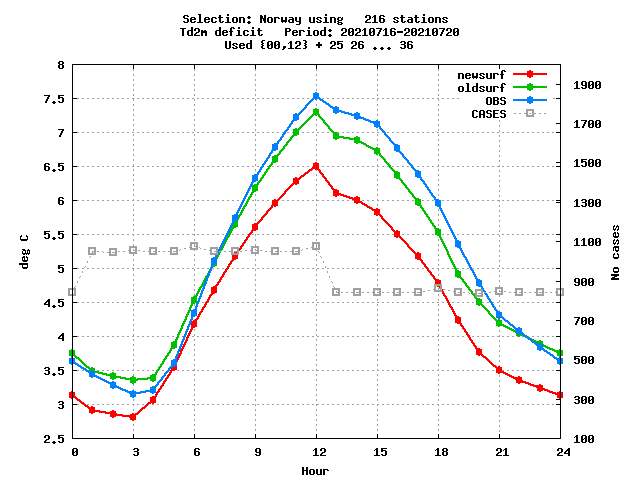 Selection: Norway using   216 stations
Td2m deficit   Period: 20210716-20210720
Used {00,12} + 25 26 ... 36
newsurf
oldsurf
OBS
CASES
deg C
8
7.5
7
6.5
6
5.5
5
4.5
4
3.5
3
2.5
No cases
1900
1700
1500
1300
1100
900
700
500
300
100
0 3 6 9 12 15 18 21 24
Hour